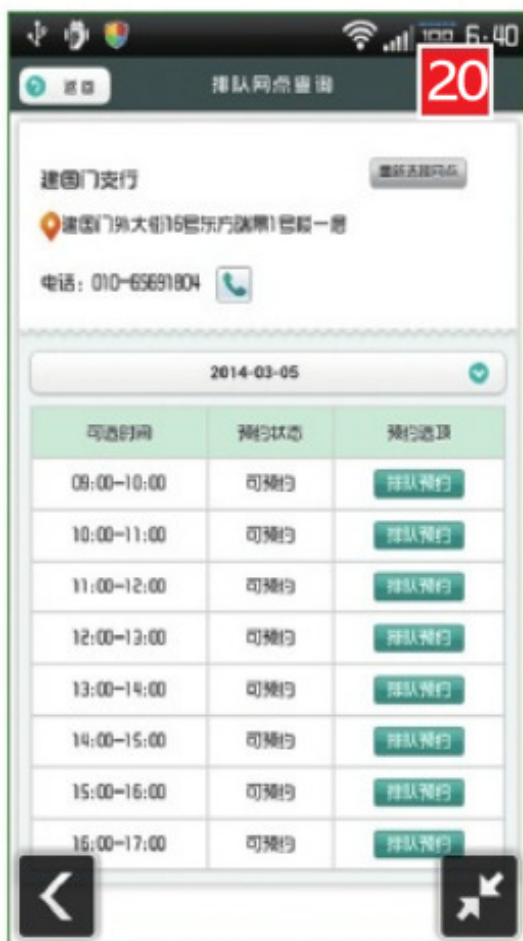 100 6:40
20
返回 排队网点查询
建国门支行 重新选择网点
建国门外大街16号东方瑞景1号楼一层
电话：010-65691804
2014-03-05
可选时间 预约状态 预约选项
09:00-10:00 可预约 排队预约
10:00-11:00 可预约 排队预约
11:00-12:00 可预约 排队预约
12:00-13:00 可预约 排队预约
13:00-14:00 可预约 排队预约
14:00-15:00 可预约 排队预约
15:00-16:00 可预约 排队预约
16:00-17:00 可预约 排队预约